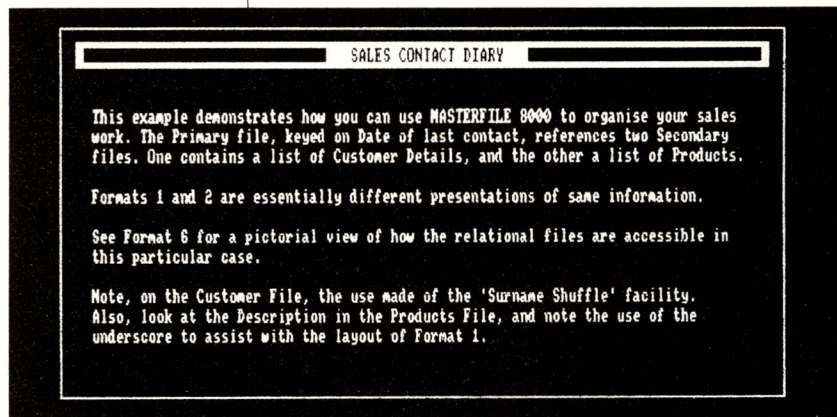 SALES CONTACT DIARY
This example demonstrates how you can use MASTERFILE 8000 to organise your sales
work. The Primary file, keyed on Date of last contact, references two Secondary
files. One contains a list of Customer Details, and the other a list of Products.
Formats 1 and 2 are essentially different presentations of same information.
See Format 6 for a pictorial view of how the relational files are accessible in
this particular case.
Note, on the Customer File, the use made of the 'Surname Shuffle' facility.
Also, look at the Description in the Products File, and note the use of the
underscore to assist with the layout of Format 1.